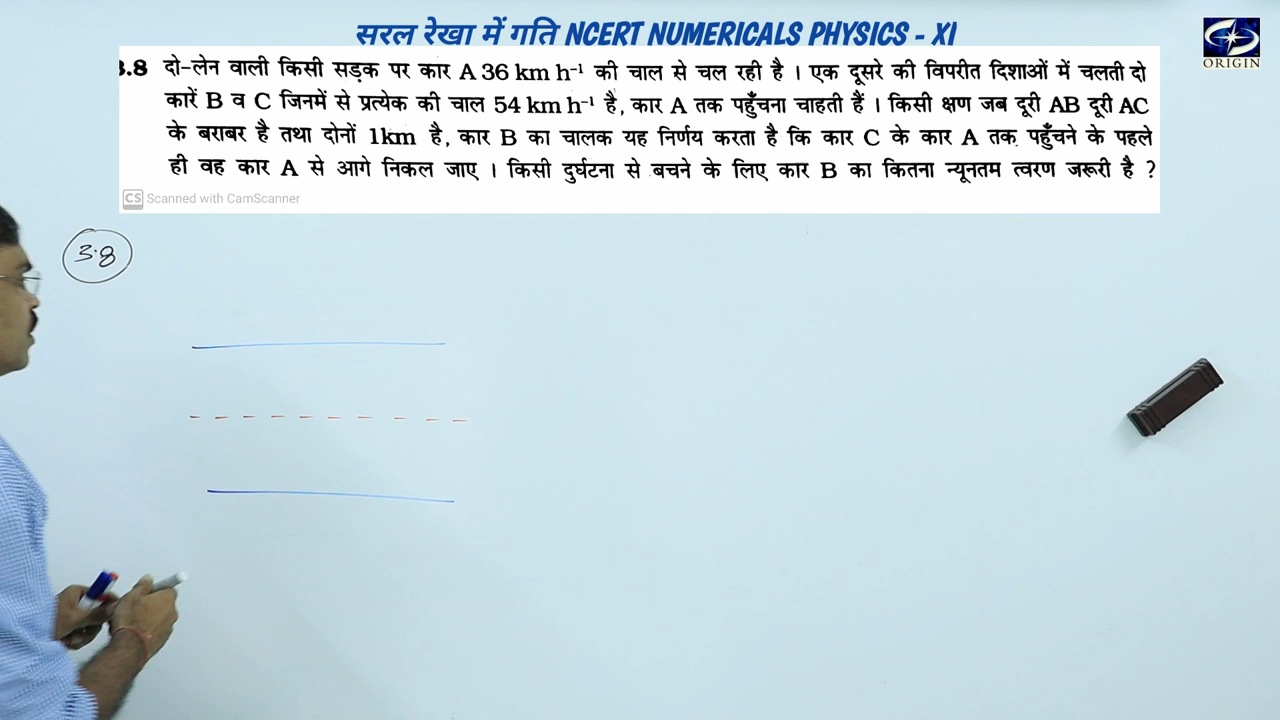 सरल रेखा में गति NCERT NUMERICALS PHYSICS - XI
ORIGIN
3.8 दो-लेन वाली किसी सड़क पर कार A 36 km h⁻¹ की चाल से चल रही है । एक दूसरे की विपरीत दिशाओं में चलती दो
कारें B व C जिनमें से प्रत्येक की चाल 54 km h⁻¹ है, कार A तक पहुँचना चाहती हैं । किसी क्षण जब दूरी AB दूरी AC
के बराबर है तथा दोनों 1km है, कार B का चालक यह निर्णय करता है कि कार C के कार A तक पहुँचने के पहले
ही वह कार A से आगे निकल जाए । किसी दुर्घटना से बचने के लिए कार B का कितना न्यूनतम त्वरण जरूरी है ?
CS Scanned with CamScanner
3.8